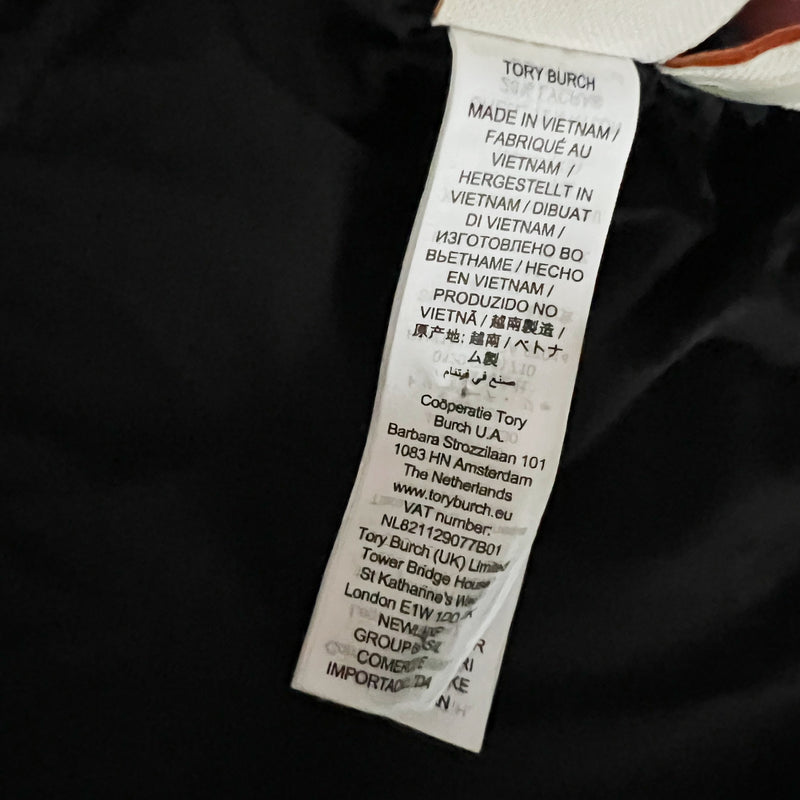 TORY BURCH
MADE IN VIETNAM /
FABRIQUÉ AU
VIETNAM /
HERGESTELLT IN
VIETNAM / DIBUAT
DI VIETNAM /
ИЗГОТОВЛЕНО ВО
ВЬЕТНАМЕ / HECHO
EN VIETNAM /
PRODUZIDO NO
VIETNÃ / 越南製造 /
原产地: 越南 / ベトナ
ム製
صنع في فيتنام
Coöperatie Tory
Burch U.A.
Barbara Strozzilaan 101
1083 HN Amsterdam
The Netherlands
www.toryburch.eu
VAT number:
NL821129077B01
Tory Burch (UK) Limited
Tower Bridge House
St Katharine's
London E1W
GROUP